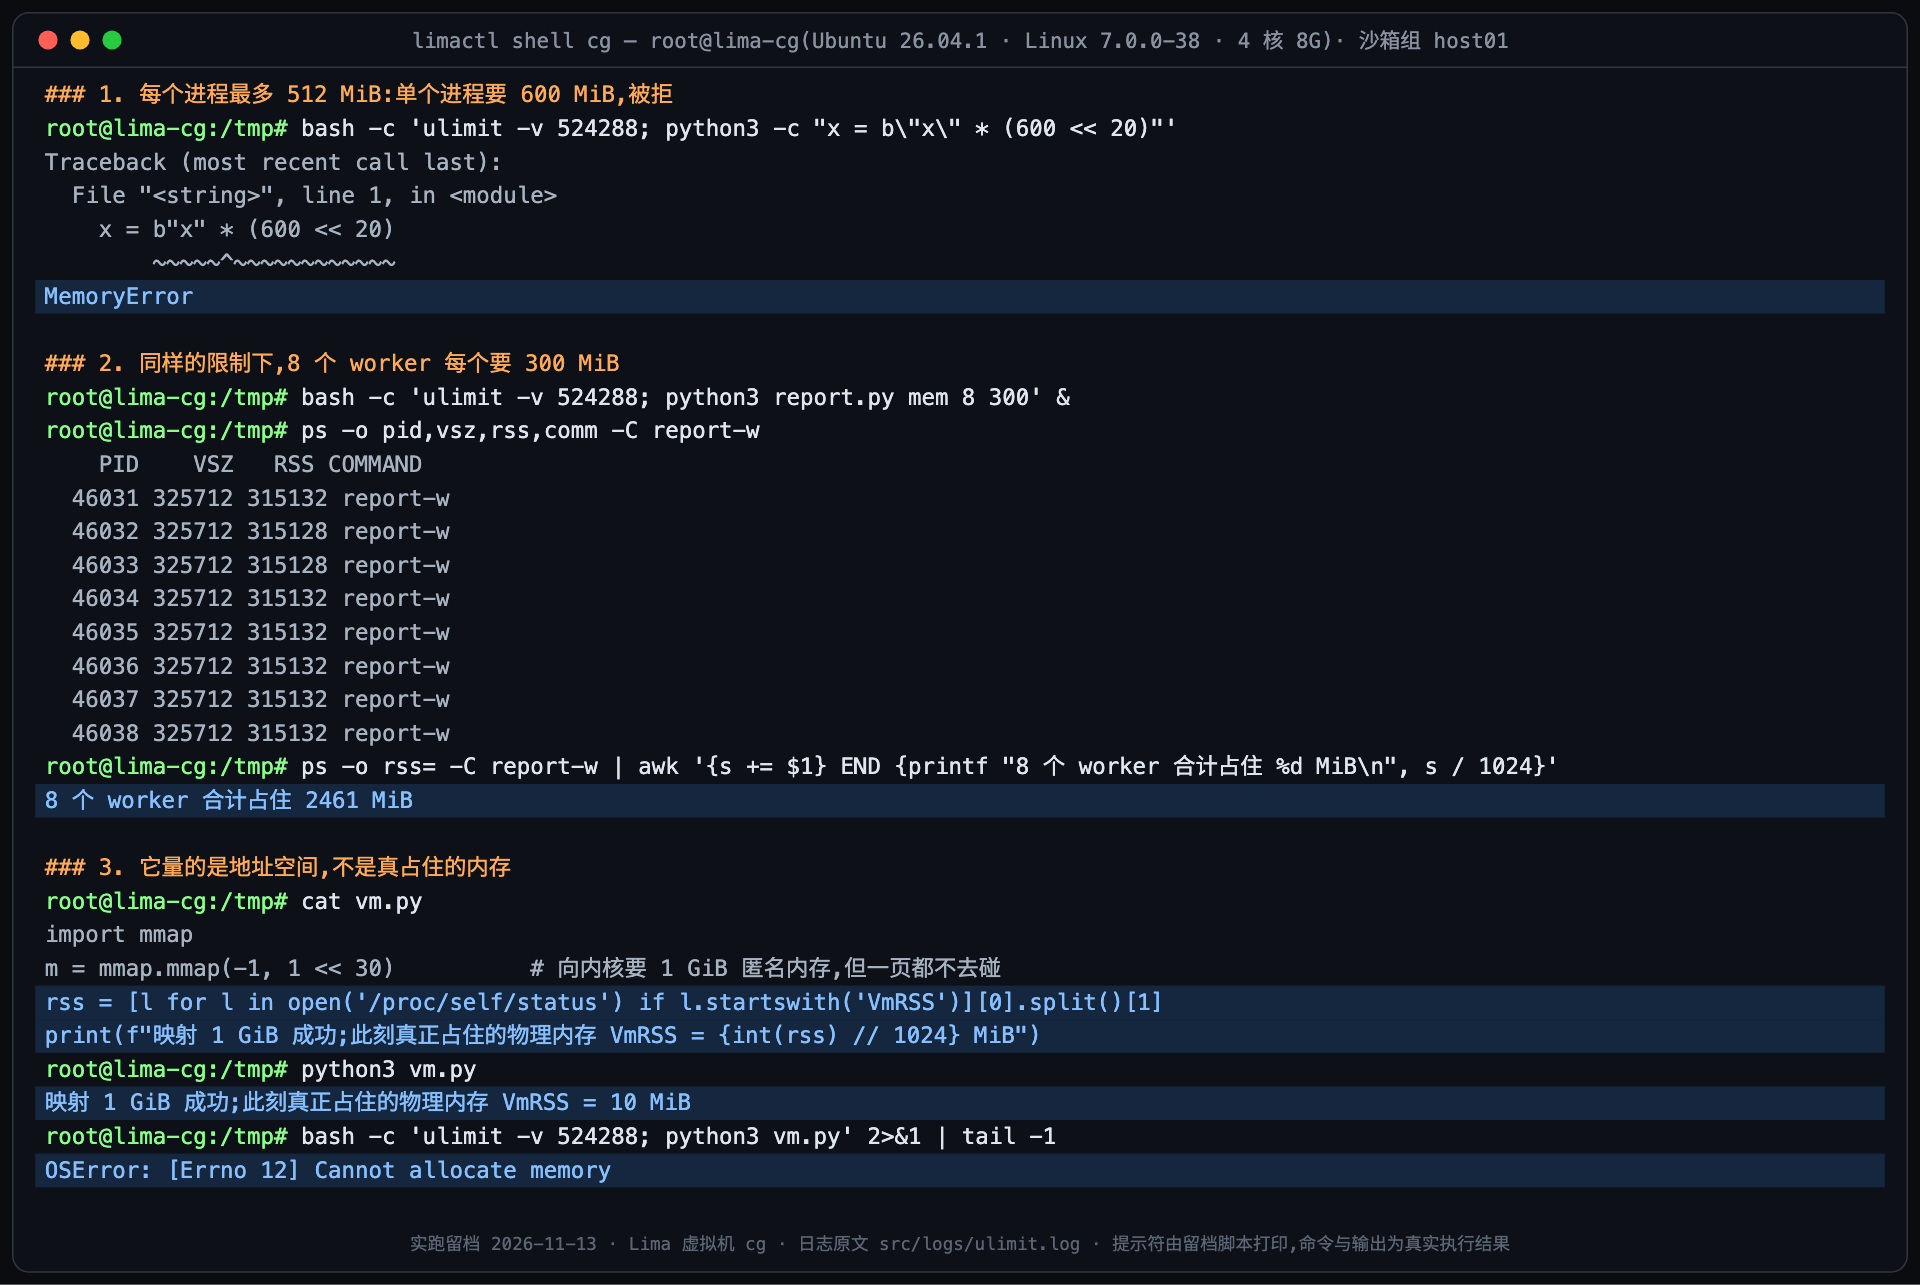 limactl shell cg — root@lima-cg(Ubuntu 26.04.1 · Linux 7.0.0-38 · 4 核 8G)· 沙箱组 host01
### 1. 每个进程最多 512 MiB:单个进程要 600 MiB,被拒
root@lima-cg:/tmp# bash -c 'ulimit -v 524288; python3 -c "x = b\"x\" * (600 << 20)"'
Traceback (most recent call last):
  File "<string>", line 1, in <module>
    x = b"x" * (600 << 20)
        ~~~~~^~~~~~~~~~~~~
MemoryError
### 2. 同样的限制下,8 个 worker 每个要 300 MiB
root@lima-cg:/tmp# bash -c 'ulimit -v 524288; python3 report.py mem 8 300' &
root@lima-cg:/tmp# ps -o pid,vsz,rss,comm -C report-w
    PID    VSZ   RSS COMMAND
  46031 325712 315132 report-w
  46032 325712 315128 report-w
  46033 325712 315128 report-w
  46034 325712 315132 report-w
  46035 325712 315132 report-w
  46036 325712 315132 report-w
  46037 325712 315132 report-w
  46038 325712 315132 report-w
root@lima-cg:/tmp# ps -o rss= -C report-w | awk '{s += $1} END {printf "8 个 worker 合计占住 %d MiB\n", s / 1024}'
8 个 worker 合计占住 2461 MiB
### 3. 它量的是地址空间,不是真占住的内存
root@lima-cg:/tmp# cat vm.py
import mmap
m = mmap.mmap(-1, 1 << 30)          # 向内核要 1 GiB 匿名内存,但一页都不去碰
rss = [l for l in open('/proc/self/status') if l.startswith('VmRSS')][0].split()[1]
print(f"映射 1 GiB 成功;此刻真正占住的物理内存 VmRSS = {int(rss) // 1024} MiB")
root@lima-cg:/tmp# python3 vm.py
映射 1 GiB 成功;此刻真正占住的物理内存 VmRSS = 10 MiB
root@lima-cg:/tmp# bash -c 'ulimit -v 524288; python3 vm.py' 2>&1 | tail -1
OSError: [Errno 12] Cannot allocate memory
实跑留档 2026-11-13 · Lima 虚拟机 cg · 日志原文 src/logs/ulimit.log · 提示符由留档脚本打印,命令与输出为真实执行结果